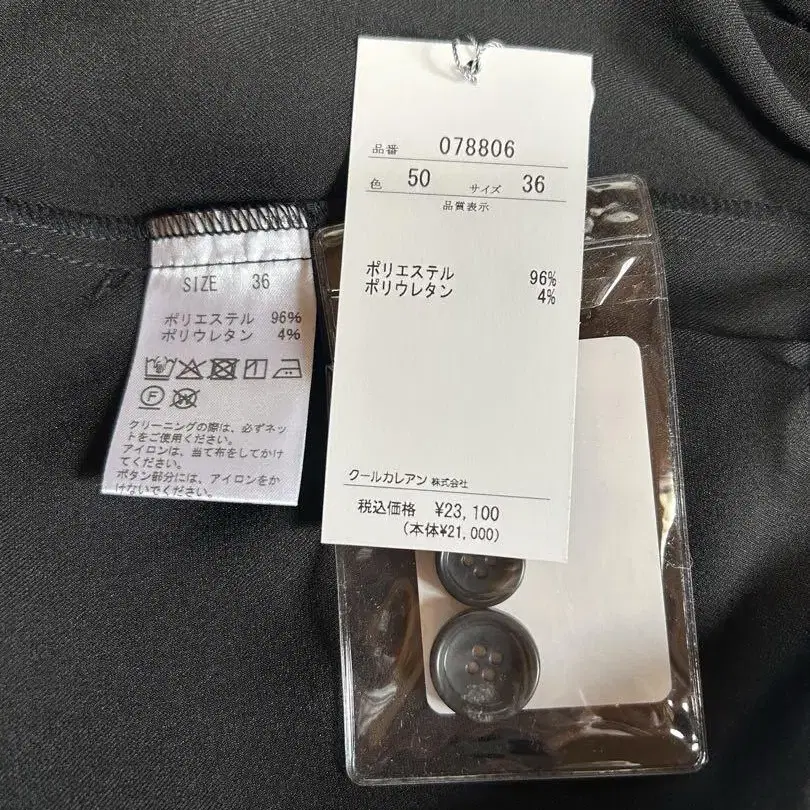 品番 078806
色 50 サイズ 36
品質表示
ポリエステル 96%
ポリウレタン 4%
クールカレアン 株式会社
税込価格 ¥23,100
(本体¥21,000)
SIZE 36
ポリエステル 96%
ポリウレタン 4%
F
クリーニングの際は、必ずネッ
トをご使用ください。
アイロンは、当て布をしてかけ
てください。
ボタン部分には、アイロンをか
けないでください。